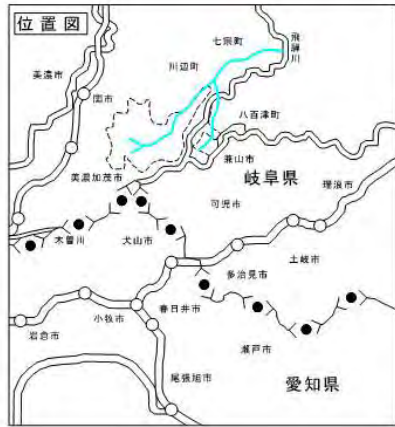 位置図
七宗町
飛騨川
川辺町
美濃市
関市
八百津町
兼山市
美濃加茂市
岐阜県
瑞浪市
可児市
木曽川
犬山市
土岐市
多治見市
小牧市
春日井市
岩倉市
瀬戸市
尾張旭市
愛知県